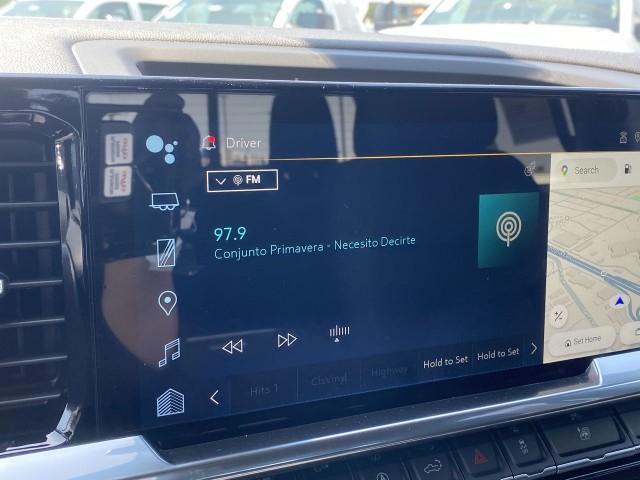 Driver
FM
Search
97.9
Conjunto Primavera - Necesito Decirte
Set Home
Hits 1
ClsVinyl
Highway
Hold to Set
Hold to Set